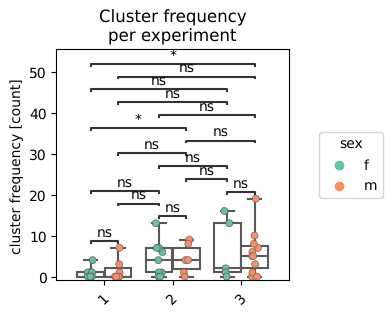 Cluster frequency
per experiment
cluster frequency [count]
50
40
30
20
10
0
*
ns
ns
ns
ns
*
ns
ns
ns
ns
ns
ns
ns
ns
ns
1
2
3
sex
f
m